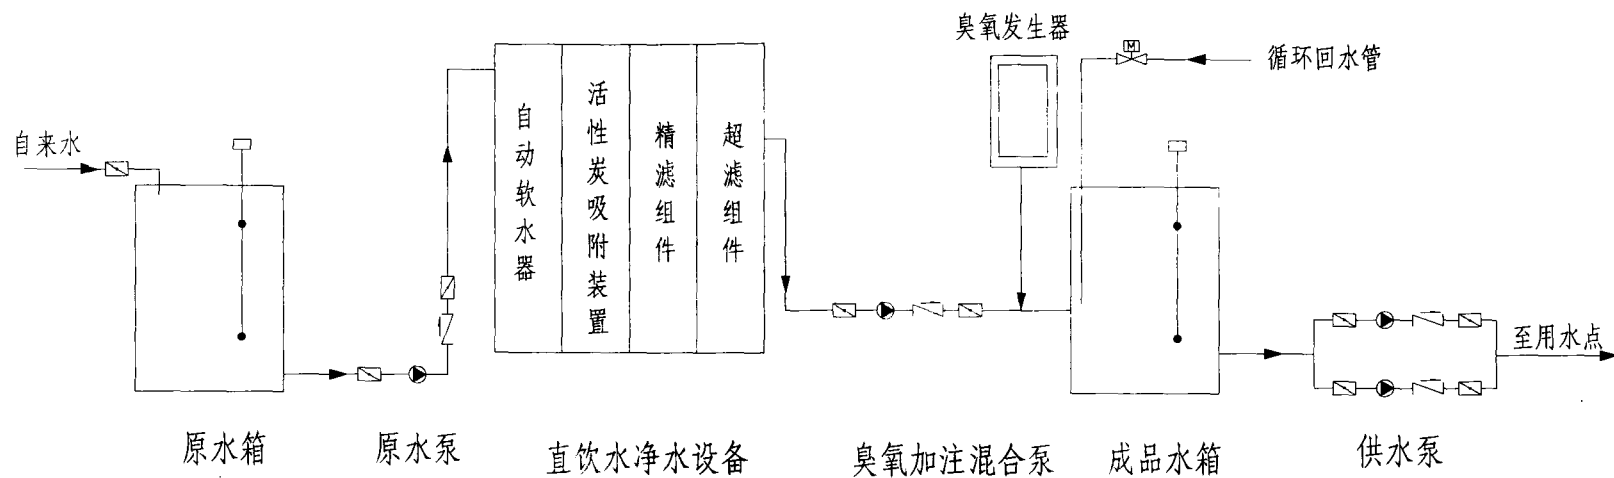 臭氧发生器
循环回水管
M
自来水
自动软水器
活性炭吸附装置
精滤组件
超滤组件
至用水点
原水箱
原水泵
直饮水净水设备
臭氧加注混合泵
成品水箱
供水泵